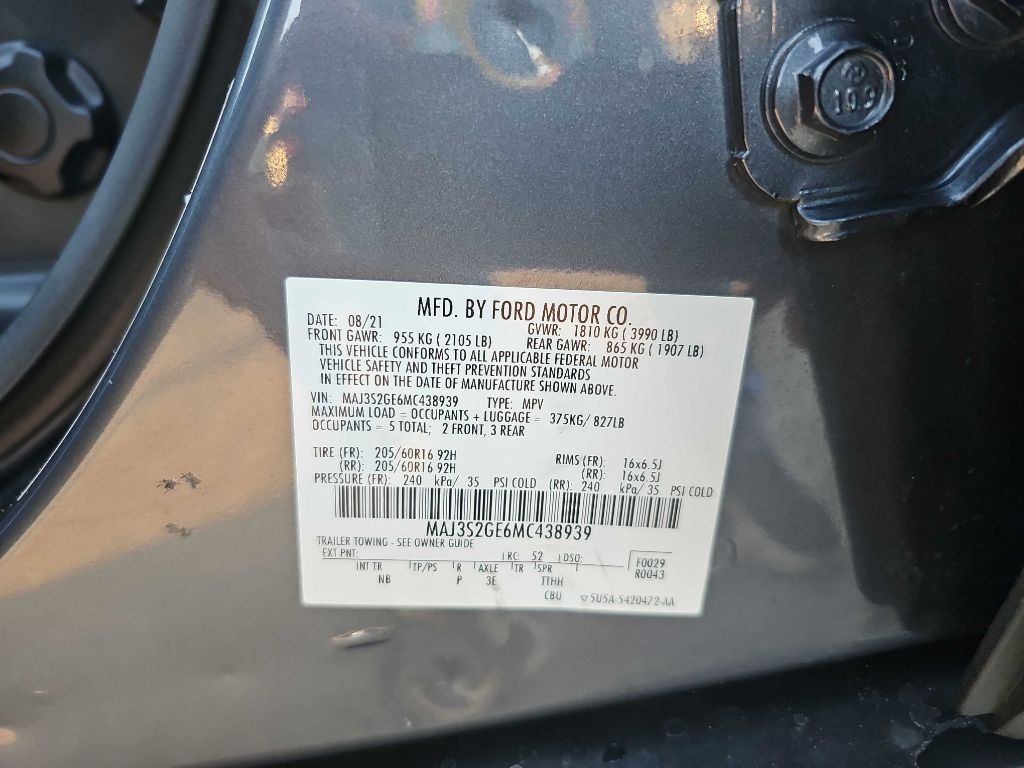 109
MFD. BY FORD MOTOR CO.
DATE: 08/21 GVWR: 1810 KG ( 3990 LB)
FRONT GAWR: 955 KG ( 2105 LB) REAR GAWR: 865 KG ( 1907 LB)
THIS VEHICLE CONFORMS TO ALL APPLICABLE FEDERAL MOTOR
VEHICLE SAFETY AND THEFT PREVENTION STANDARDS
IN EFFECT ON THE DATE OF MANUFACTURE SHOWN ABOVE.
VIN: MAJ3S2GE6MC438939 TYPE: MPV
MAXIMUM LOAD = OCCUPANTS + LUGGAGE = 375KG/ 827LB
OCCUPANTS = 5 TOTAL; 2 FRONT, 3 REAR
TIRE (FR): 205/60R16 92H RIMS (FR): 16x6.5J
(RR): 205/60R16 92H (RR): 16x6.5J
PRESSURE (FR): 240 kPa/ 35 PSI COLD (RR): 240 kPa/ 35 PSI COLD
MAJ3S2GE6MC438939
TRAILER TOWING - SEE OWNER GUIDE
EXT PNT: RC: 52 DSO: F0029
INT TR TP/PS R AXLE TR SPR R0043
NB P 3E TTHH
CBU 5U5A-5420472-AA